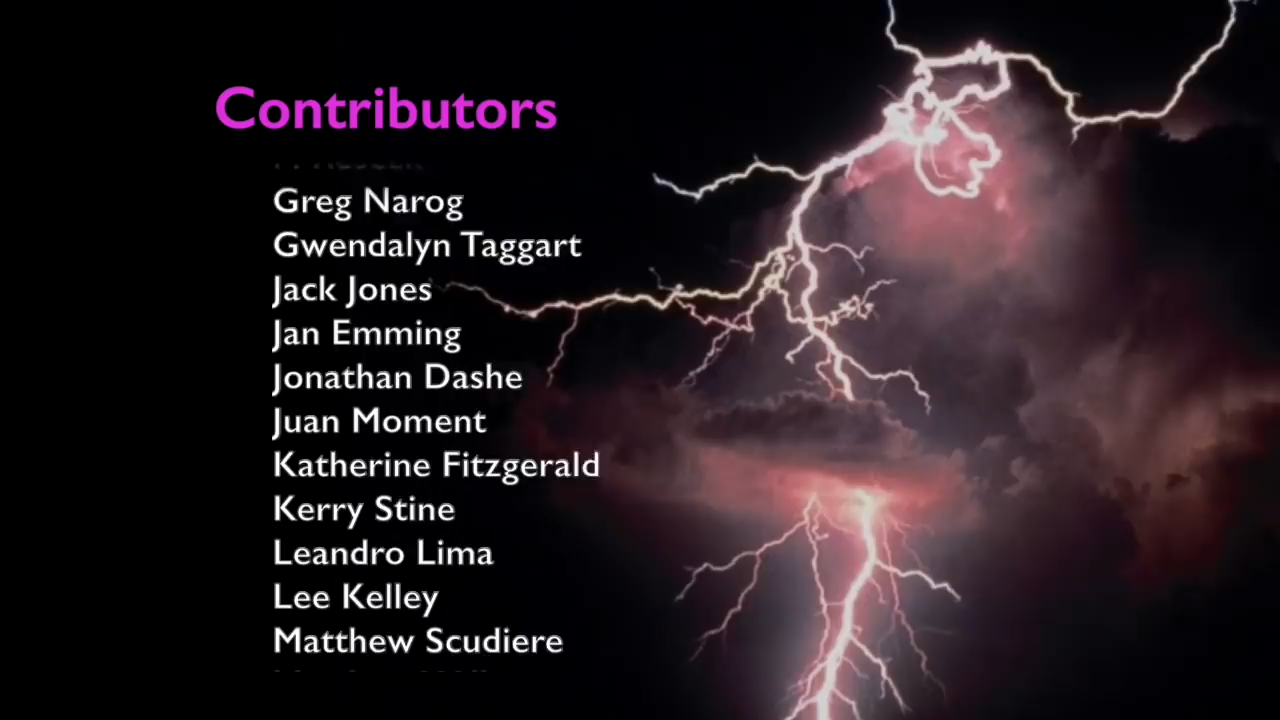 Contributors
Greg Narog
Gwendalyn Taggart
Jack Jones
Jan Emming
Jonathan Dashe
Juan Moment
Katherine Fitzgerald
Kerry Stine
Leandro Lima
Lee Kelley
Matthew Scudiere